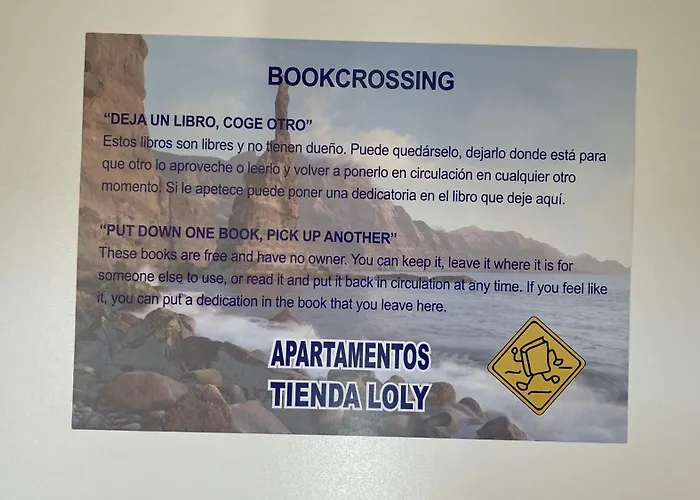 BOOKCROSSING
“DEJA UN LIBRO, COGE OTRO”
Estos libros son libres y no tienen dueño. Puede quedárselo, dejarlo donde está para
que otro lo aproveche o leerlo y volver a ponerlo en circulación en cualquier otro
momento. Si le apetece puede poner una dedicatoria en el libro que deje aquí.
“PUT DOWN ONE BOOK, PICK UP ANOTHER”
These books are free and have no owner. You can keep it, leave it where it is for
someone else to use, or read it and put it back in circulation at any time. If you feel like
it, you can put a dedication in the book that you leave here.
APARTAMENTOS
TIENDA LOLY